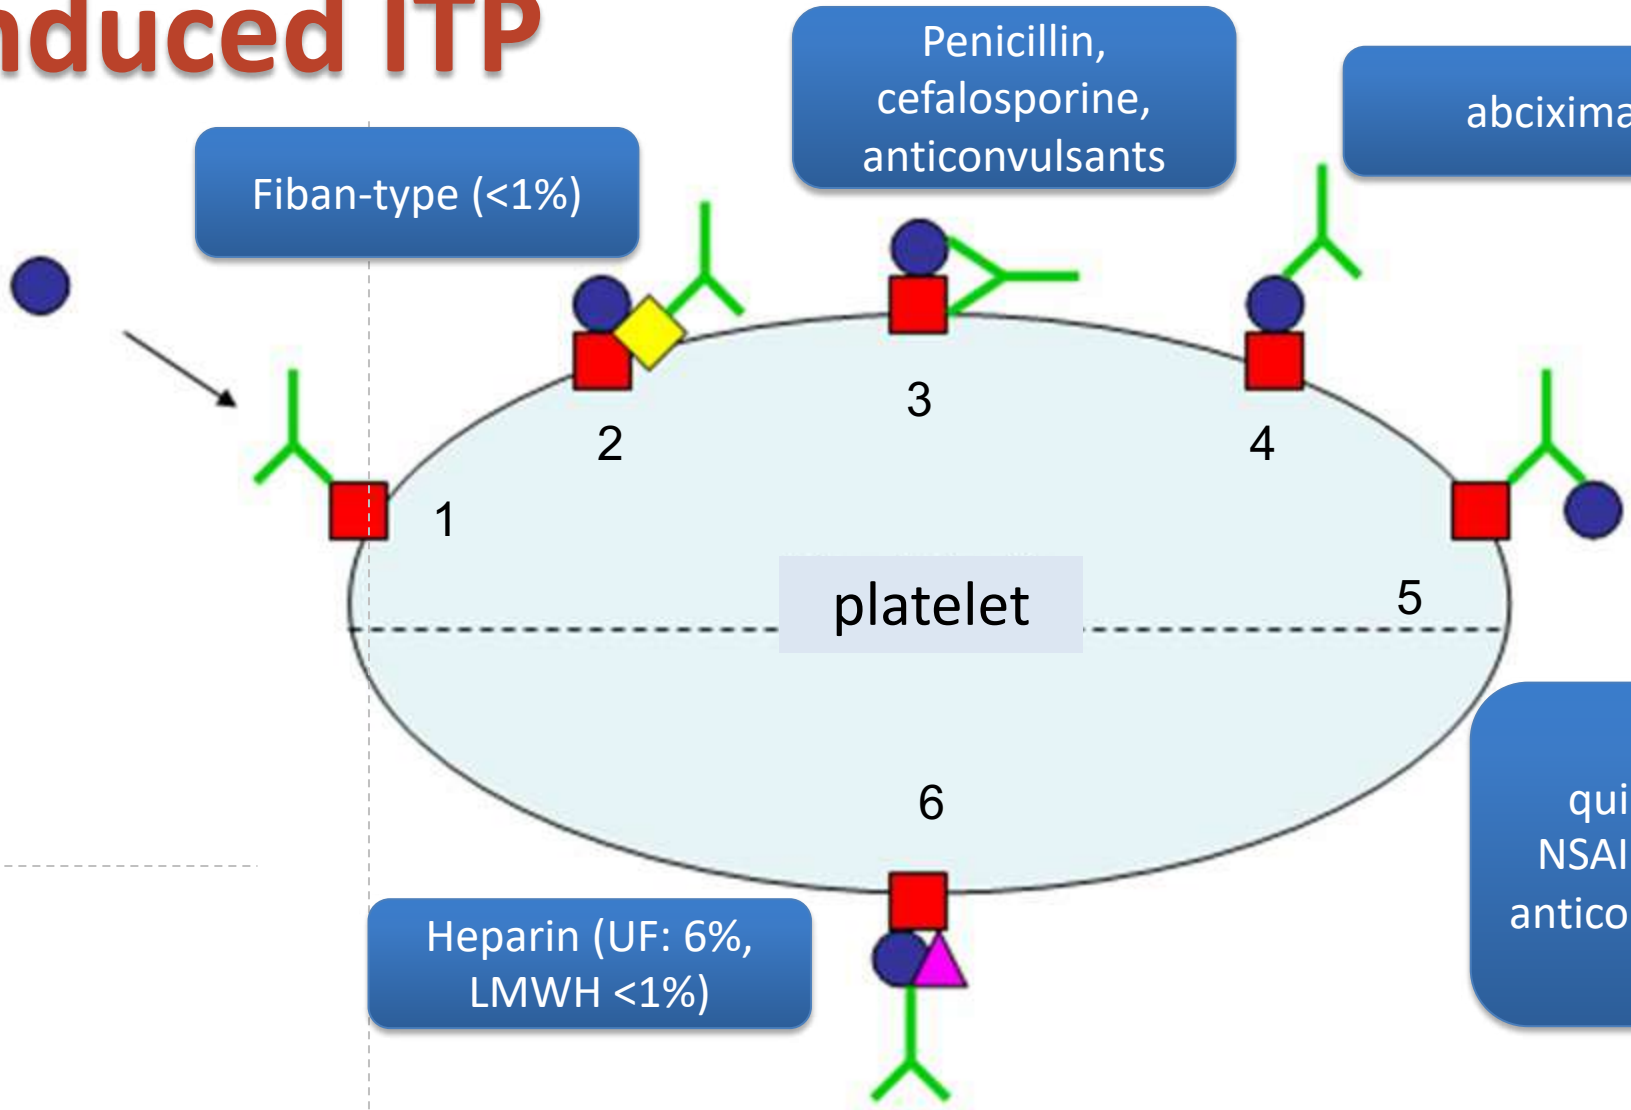 nduced ITP
Penicillin,
cefalosporine,
anticonvulsants
abcixima
Fiban-type (<1%)
3
2
4
1
platelet
5
6
qui
NSAI
antico
Heparin (UF: 6%,
LMWH <1%)